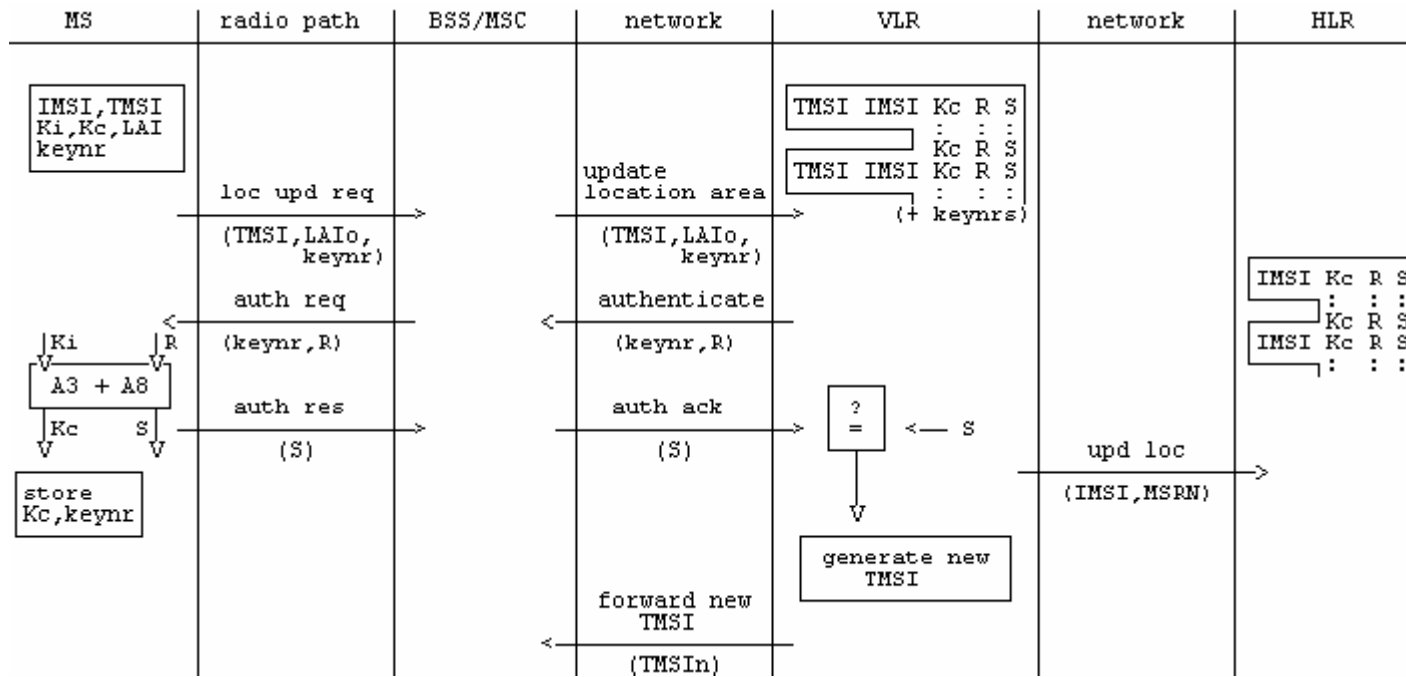 MS radio path BSS/MSC network VLR network HLR
IMSI,TMSI
Ki,Kc,LAI
keynr
TMSI IMSI Kc R S
: : :
Kc R S
TMSI IMSI Kc R S
: : :
(+ keynrs)
loc upd req
(TMSI,LAIo,
keynr)
update
location area
(TMSI,LAIo,
keynr)
IMSI Kc R S
: : :
Kc R S
IMSI Kc R S
: : :
auth req
(keynr,R)
authenticate
(keynr,R)
Ki R
A3 + A8
Kc S
auth res
(S)
auth ack
(S)
?
=
S
upd loc
(IMSI,MSRN)
store
Kc,keynr
generate new
TMSI
forward new
TMSI
(TMSIn)